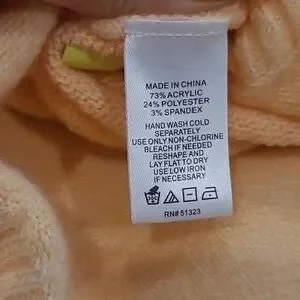 MADE IN CHINA
73% ACRYLIC
24% POLYESTER
3% SPANDEX
HAND WASH COLD
SEPARATELY
USE ONLY NON-CHLORINE
BLEACH IF NEEDED
RESHAPE AND
LAY FLAT TO DRY
USE LOW IRON
IF NECESSARY
RN# 51323